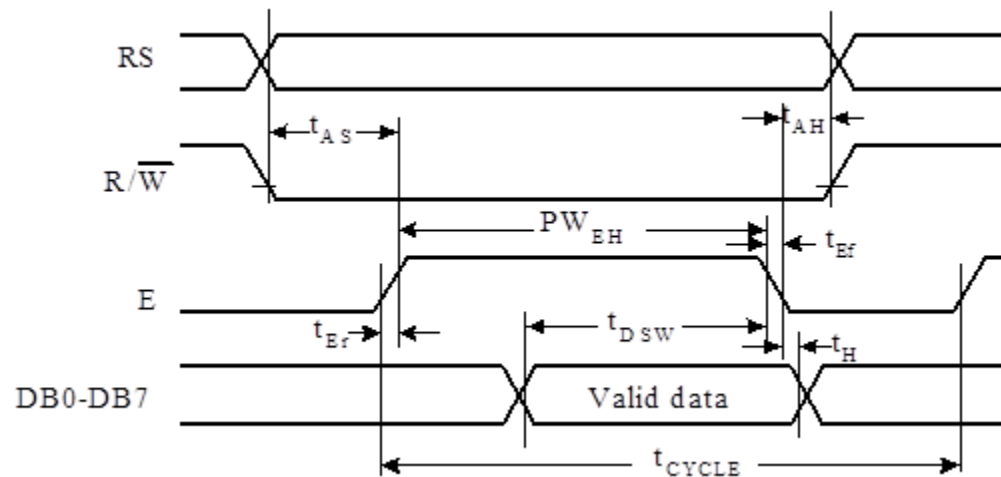 RS
tAS
tAH
R/W̅
PWEH
tEf
E
tEr
tDSW
tH
DB0-DB7
Valid data
tCYCLE